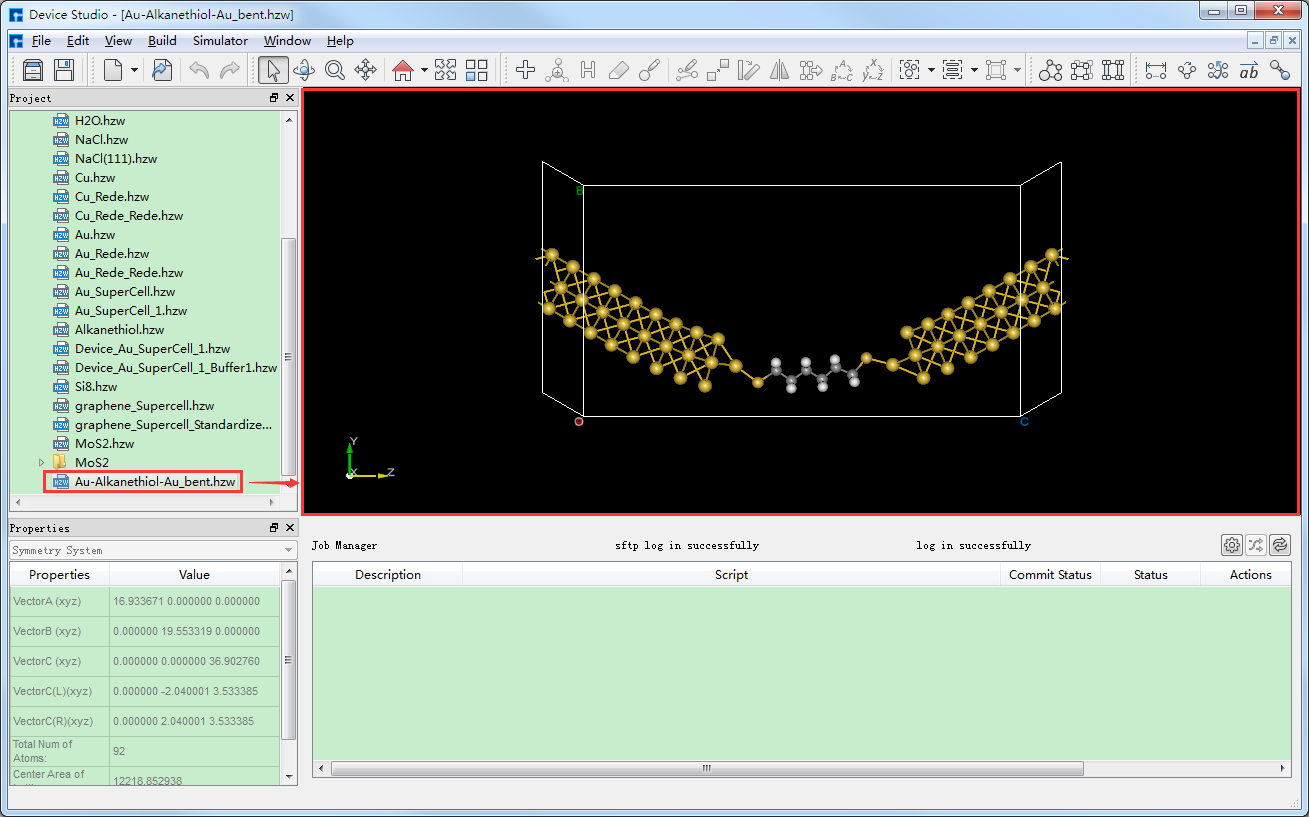 Device Studio - [Au-Alkanethiol-Au_bent.hzw]
File Edit View Build Simulator Window Help
Project
H2O.hzw
NaCl.hzw
NaCl(111).hzw
Cu.hzw
Cu_Rede.hzw
Cu_Rede_Rede.hzw
Au.hzw
Au_Rede.hzw
Au_Rede_Rede.hzw
Au_SuperCell.hzw
Au_SuperCell_1.hzw
Alkanethiol.hzw
Device_Au_SuperCell_1.hzw
Device_Au_SuperCell_1_Buffer1.hzw
Si8.hzw
graphene_Supercell.hzw
graphene_Supercell_Standardize...
MoS2.hzw
MoS2
Au-Alkanethiol-Au_bent.hzw
B
O
C
Y
X
Z
Properties
Symmetry System
Properties Value
VectorA (xyz) 16.933671 0.000000 0.000000
VectorB (xyz) 0.000000 19.553319 0.000000
VectorC (xyz) 0.000000 0.000000 36.902760
VectorC(L)(xyz) 0.000000 -2.040001 3.533385
VectorC(R)(xyz) 0.000000 2.040001 3.533385
Total Num of
Atoms: 92
Center Area of
12218.852938
Job Manager sftp log in successfully log in successfully
Description Script Commit Status Status Actions